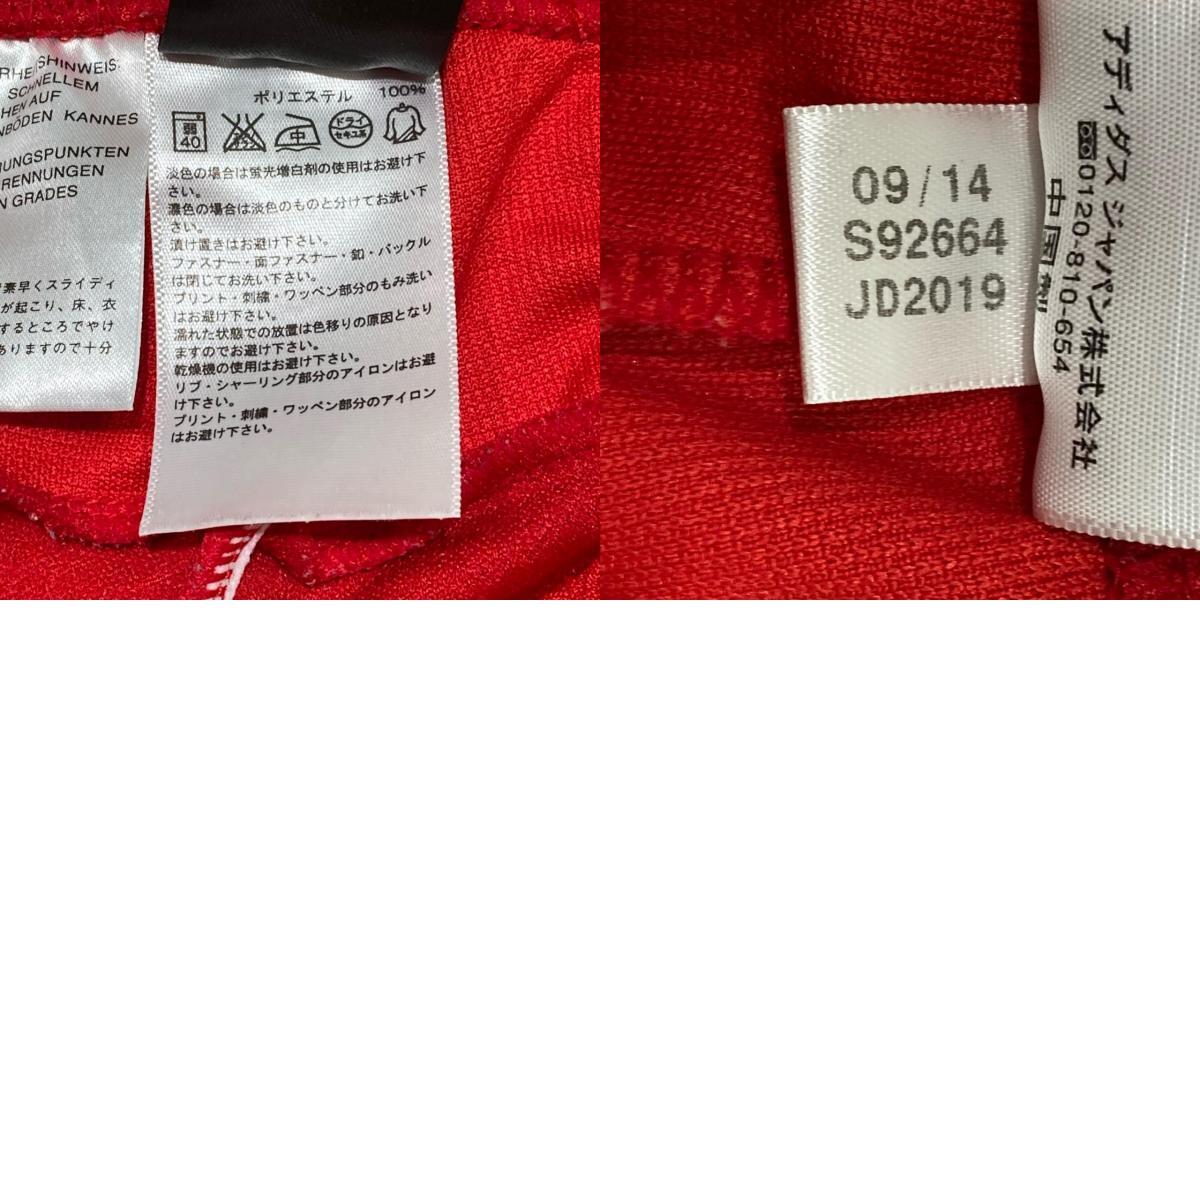 SHINWEIS:
SCHNELLEM
HEN AUF
NBÖDEN KANNES
RUNGSPUNKTEN
RENNUNGEN
N GRADES
素早くスライディ
が起こり、床、衣
するところでやけ
ありますので十分
ポリエステル 100%
弱
40
中
ドライ
セキユ系
淡色の場合は蛍光増白剤の使用はお避け下
さい。
濃色の場合は淡色のものと分けてお洗い下
さい。
漬け置きはお避け下さい。
ファスナー・面ファスナー・釦・バックル
は閉じてお洗い下さい。
プリント・刺繍・ワッペン部分のもみ洗い
はお避け下さい。
濡れた状態での放置は色移りの原因となり
ますのでお避け下さい。
乾燥機の使用はお避け下さい。
リブ・シャーリング部分のアイロンはお避
け下さい。
プリント・刺繍・ワッペン部分のアイロン
はお避け下さい。
09/14
S92664
JD2019
アディダス ジャパン株式会社
0120-810-654
中国製